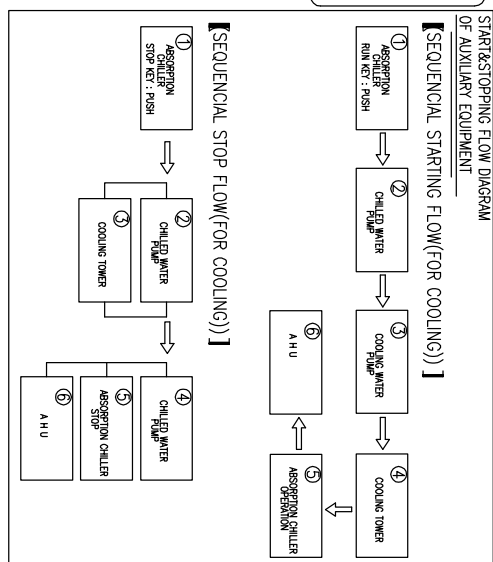 START&STOPPING FLOW DIAGRAM
OF AUXILIARY EQUIPMENT
【SEQUENCIAL STARTING FLOW(FOR COOLING))】
①
ABSORPTION
CHILLER
RUN KEY : PUSH
②
CHILLED WATER
PUMP
③
COOLING WATER
PUMP
④
COOLING TOWER
⑤
ABSORPTION CHILLER
OPERATION
⑥
A H U
【SEQUENCIAL STOP FLOW(FOR COOLING))】
①
ABSORPTION
CHILLER
STOP KEY : PUSH
②
CHILLED WATER
PUMP
③
COOLING TOWER
④
CHILLED WATER
PUMP
⑤
ABSORPTION CHILLER
STOP
⑥
A H U